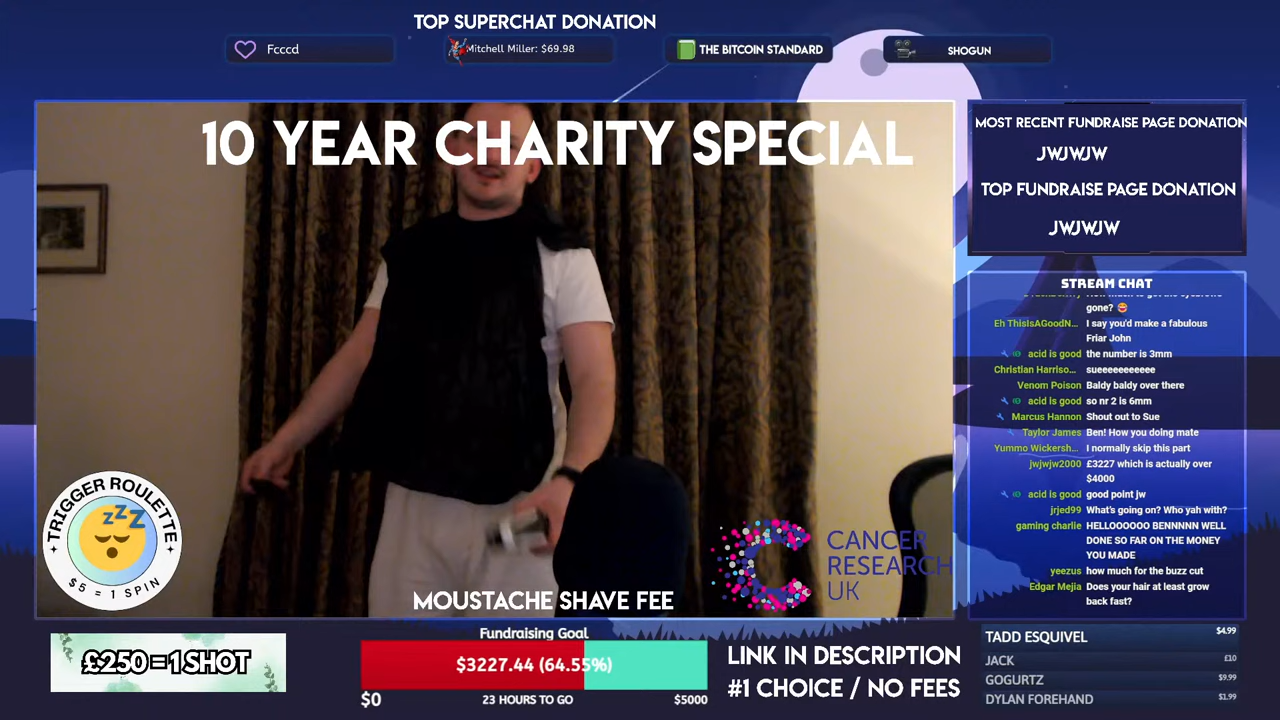 TOP SUPERCHAT DONATION
Fcccd
Mitchell Miller: $69.98
THE BITCOIN STANDARD
SHOGUN
10 YEAR CHARITY SPECIAL
MOST RECENT FUNDRAISE PAGE DONATION
JWJWJW
TOP FUNDRAISE PAGE DONATION
JWJWJW
STREAM CHAT
gone?
Eh ThisIsAGoodN... I say you'd make a fabulous
Friar John
acid is good the number is 3mm
Christian Harriso... sueeeeeeeeeee
Venom Poison Baldy baldy over there
acid is good so nr 2 is 6mm
Marcus Hannon Shout out to Sue
Taylor James Ben! How you doing mate
Yummo Wickersh... I normally skip this part
jwjwjw2000 £3227 which is actually over
$4000
acid is good good point jw
jrjed99 What's going on? Who yah with?
gaming charlie HELLOOOOO BENNNNN WELL
DONE SO FAR ON THE MONEY
YOU MADE
yeezus how much for the buzz cut
Edgar Mejia Does your hair at least grow
back fast?
TRIGGER ROULETTE
zzz
$5 = 1 SPIN
CANCER
RESEARCH
UK
MOUSTACHE SHAVE FEE
£250 = 1 SHOT
Fundraising Goal
$3227.44 (64.55%)
$0
23 HOURS TO GO
$5000
LINK IN DESCRIPTION
#1 CHOICE / NO FEES
TADD ESQUIVEL $4.99
JACK £10
GOGURTZ $9.99
DYLAN FOREHAND $1.99